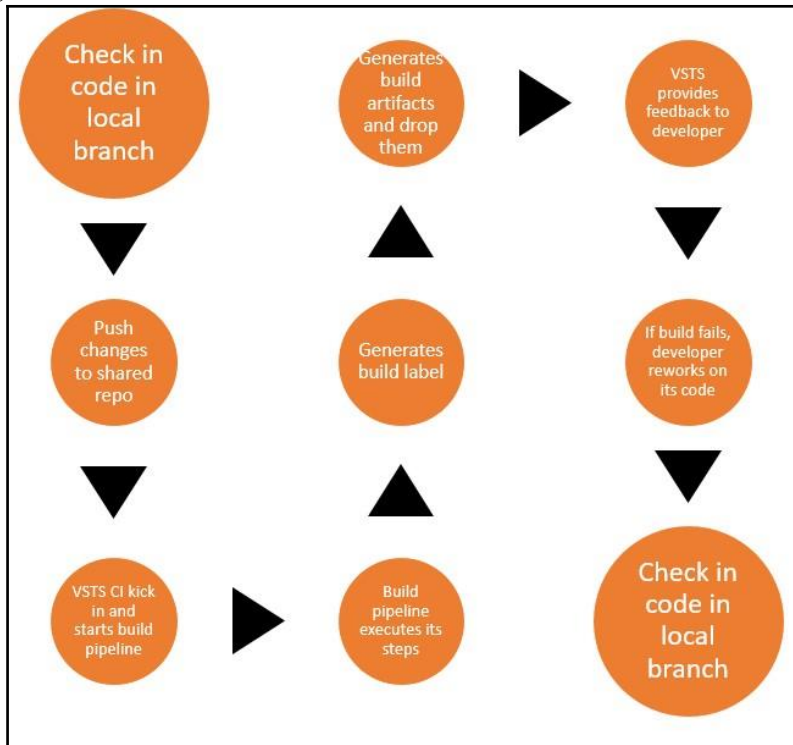 Check in
code in
local
branch
Push
changes
to shared
repo
VSTS CI kick
in and
starts build
pipeline
Build
pipeline
executes its
steps
Generates
build label
Generates
build
artifacts
and drop
them
VSTS
provides
feedback to
developer
If build fails,
developer
reworks on
its code
Check in
code in
local
branch